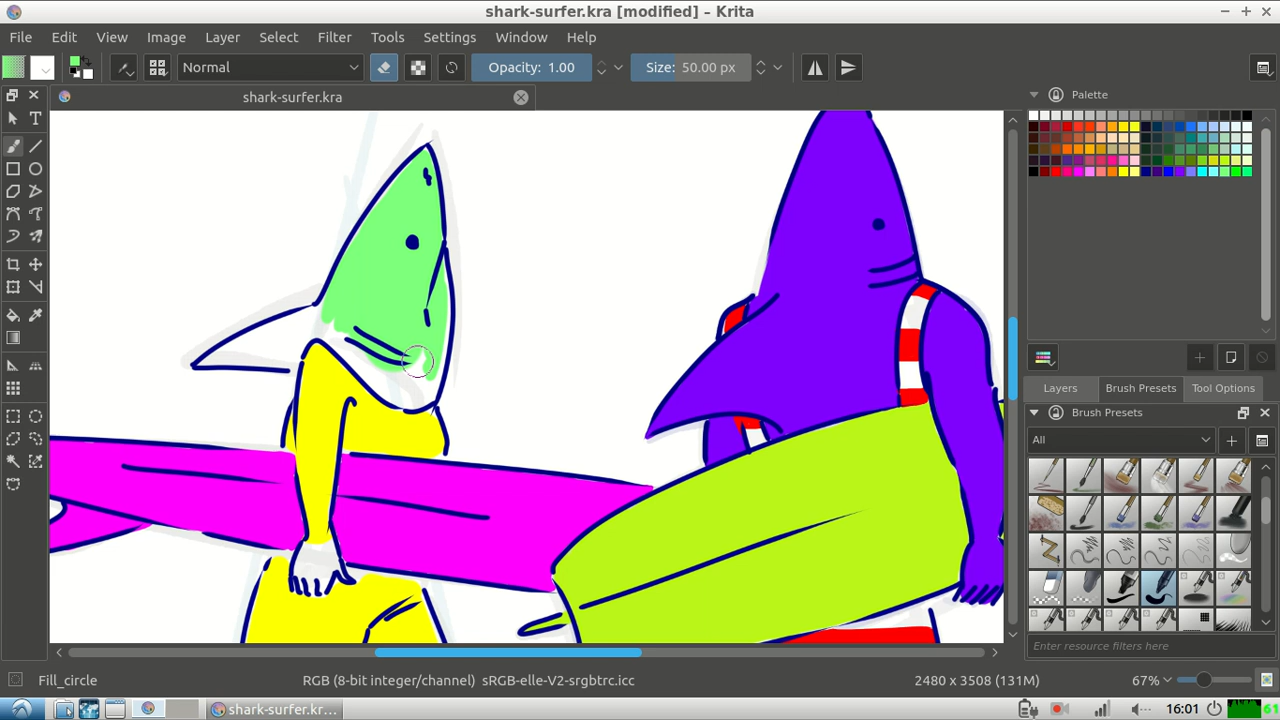 shark-surfer.kra [modified] – Krita
File Edit View Image Layer Select Filter Tools Settings Window Help
Normal Opacity: 1.00 Size: 50.00 px
shark-surfer.kra
Palette
Layers Brush Presets Tool Options
Brush Presets
All
Enter resource filters here
Fill_circle RGB (8-bit integer/channel) sRGB-elle-V2-srgbtrc.icc 2480 x 3508 (131M) 67%
shark-surfer.kr... 16:01 61